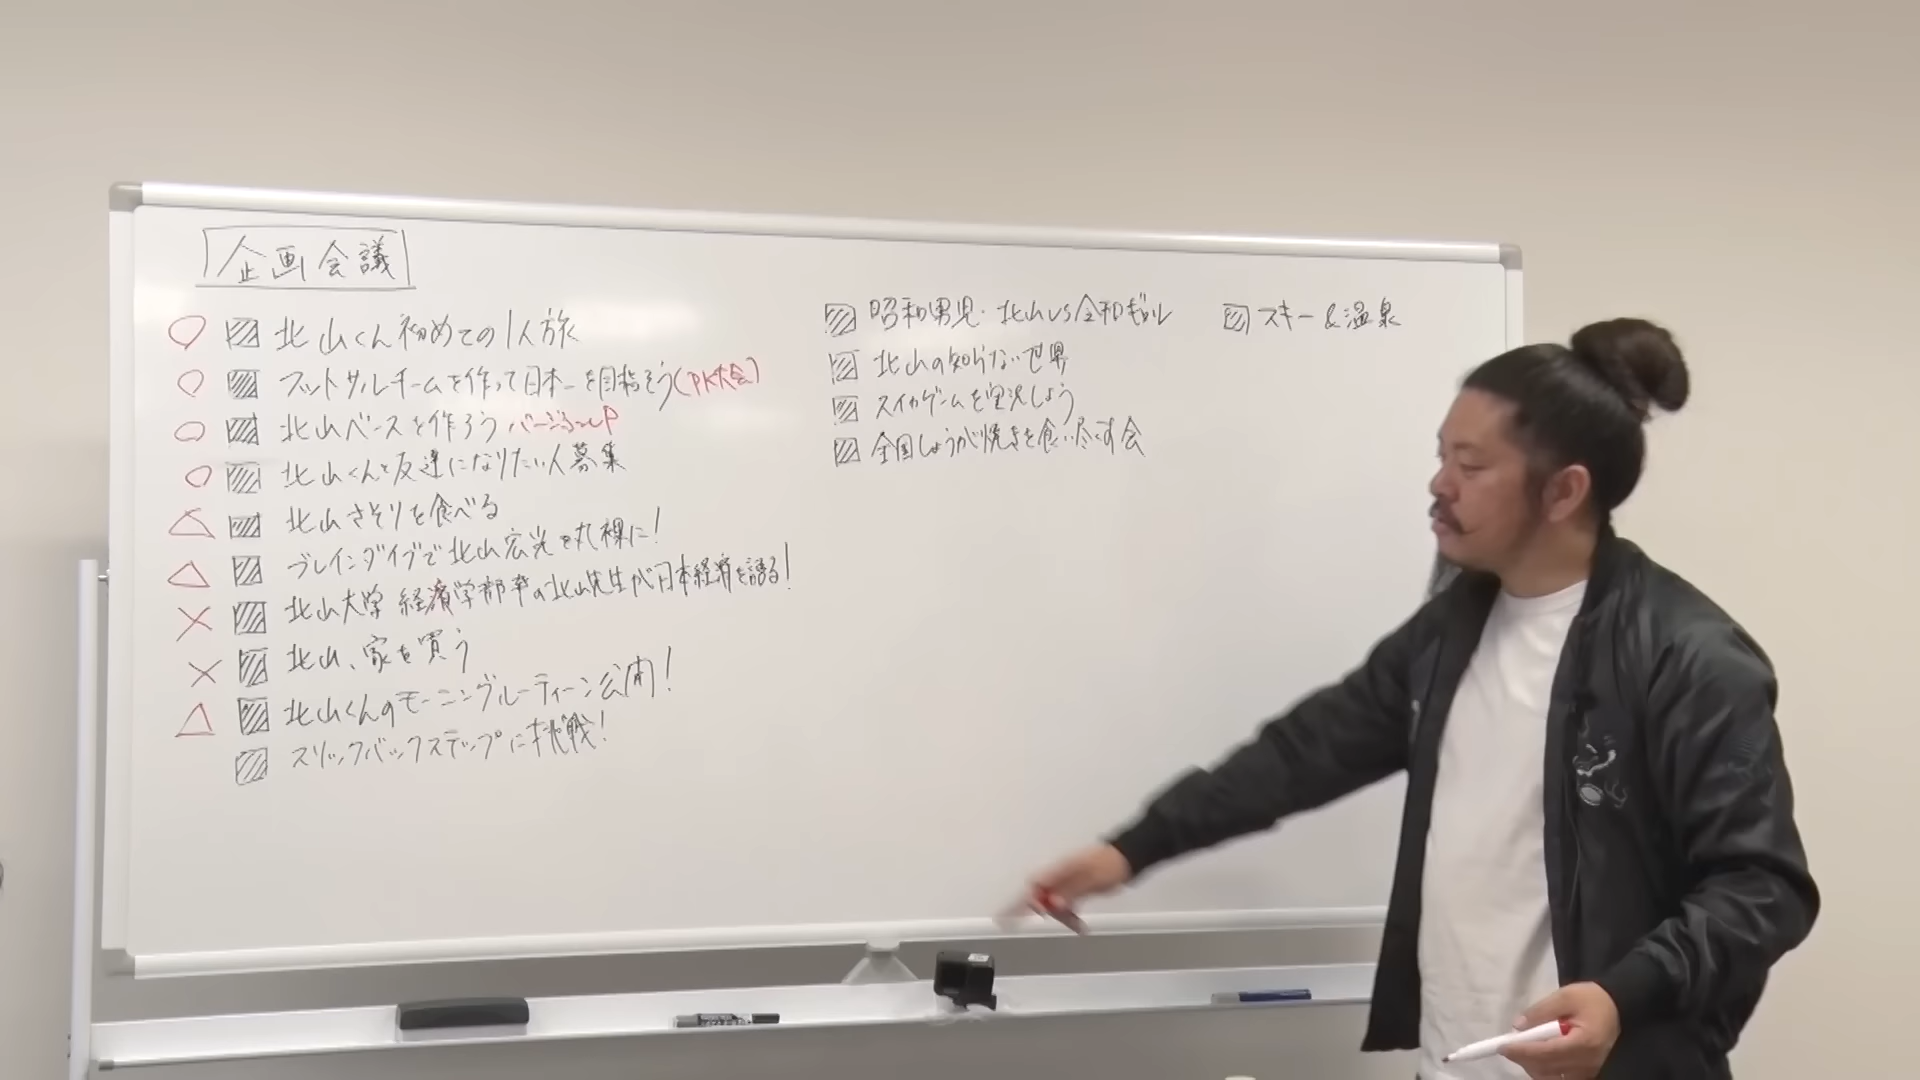 企画会議
○ 北山くん初めての1人旅
○ フットサルチームを作って日本一を目指そう(PK大会)
○ 北山ベースを作ろう バージョンUP
○ 北山くんと友達になりたい人募集
△ 北山さそりを食べる
△ ブレインダイブで北山宏光を丸裸に!
× 北山大学 経済学部卒の北山先生が日本経済を語る!
× 北山、家を買う
△ 北山くんのモーニングルーティーン公開!
スリックバックステップに挑戦!
昭和男児・北山VS令和ギャル
北山の知らない世界
スイカゲームを実況しよう
全国しょうが焼きを食い尽くす会
スキー&温泉